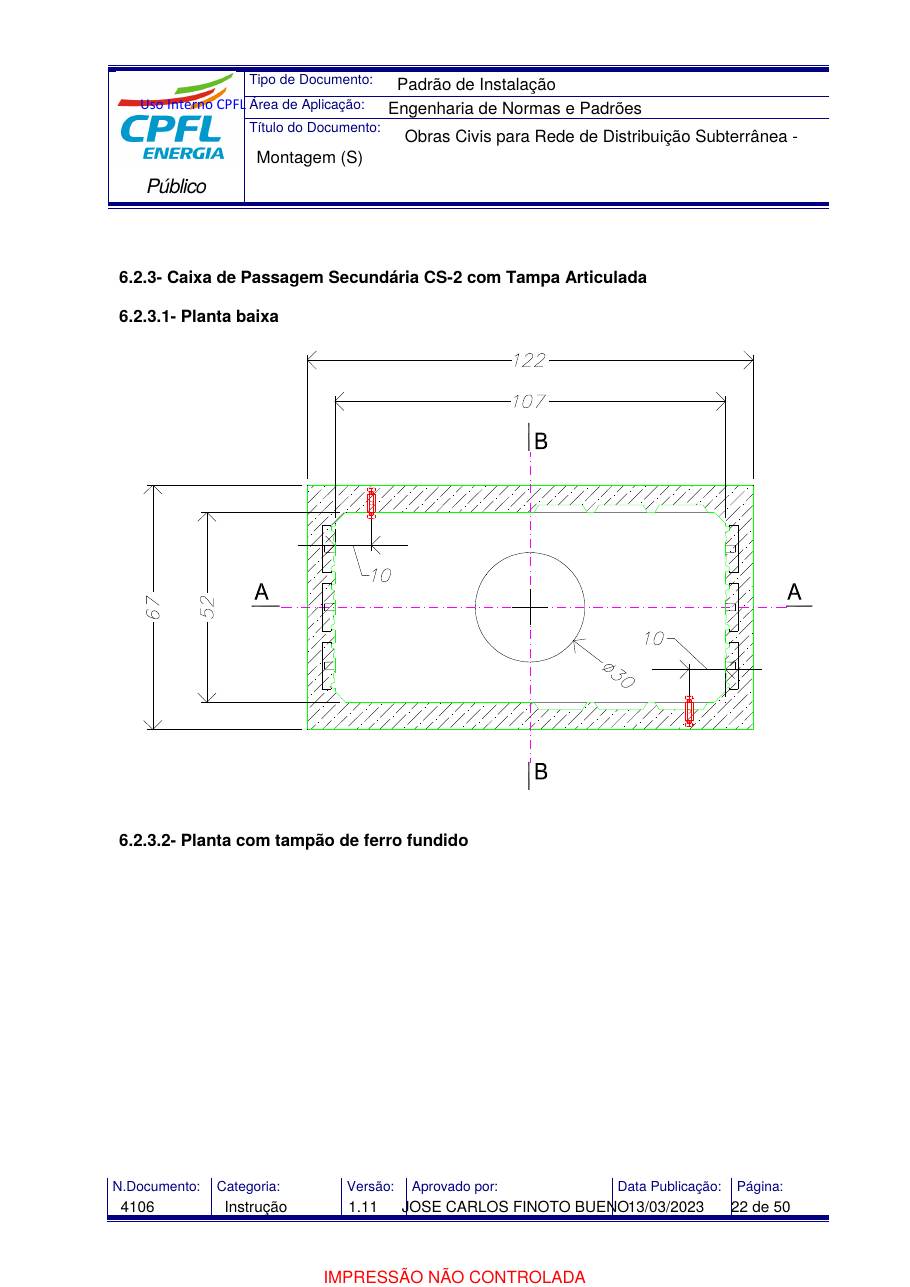 Tipo de Documento: Padrão de Instalação
Uso Interno CPFL
Área de Aplicação: Engenharia de Normas e Padrões
Título do Documento: Obras Civis para Rede de Distribuição Subterrânea -
Montagem (S)
CPFL
ENERGIA
Público
6.2.3- Caixa de Passagem Secundária CS-2 com Tampa Articulada
6.2.3.1- Planta baixa
122
107
B
10
A
A
67
52
10
ø30
B
6.2.3.2- Planta com tampão de ferro fundido
N.Documento: Categoria: Versão: Aprovado por: Data Publicação: Página:
4106 Instrução 1.11 JOSE CARLOS FINOTO BUENO 13/03/2023 22 de 50
IMPRESSÃO NÃO CONTROLADA